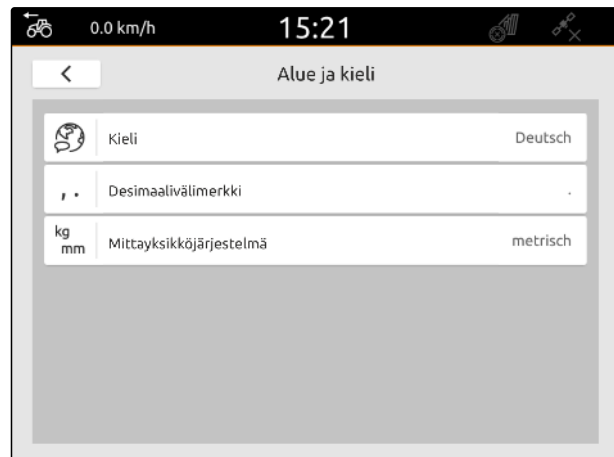 0.0 km/h 15:21
Alue ja kieli
Kieli Deutsch
, . Desimaalivälimerkki .
kg
mm Mittayksikköjärjestelmä metrisch